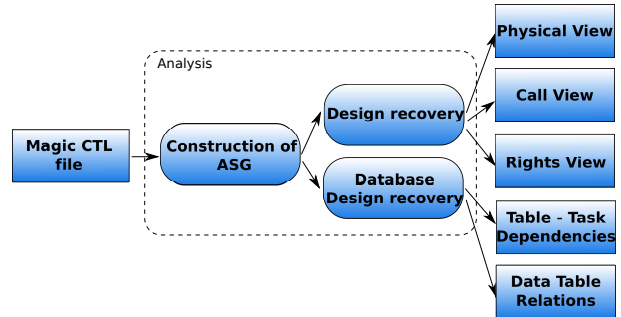 Analysis
Magic CTL
file
Construction of
ASG
Design recovery
Database
Design recovery
Physical View
Call View
Rights View
Table - Task
Dependencies
Data Table
Relations